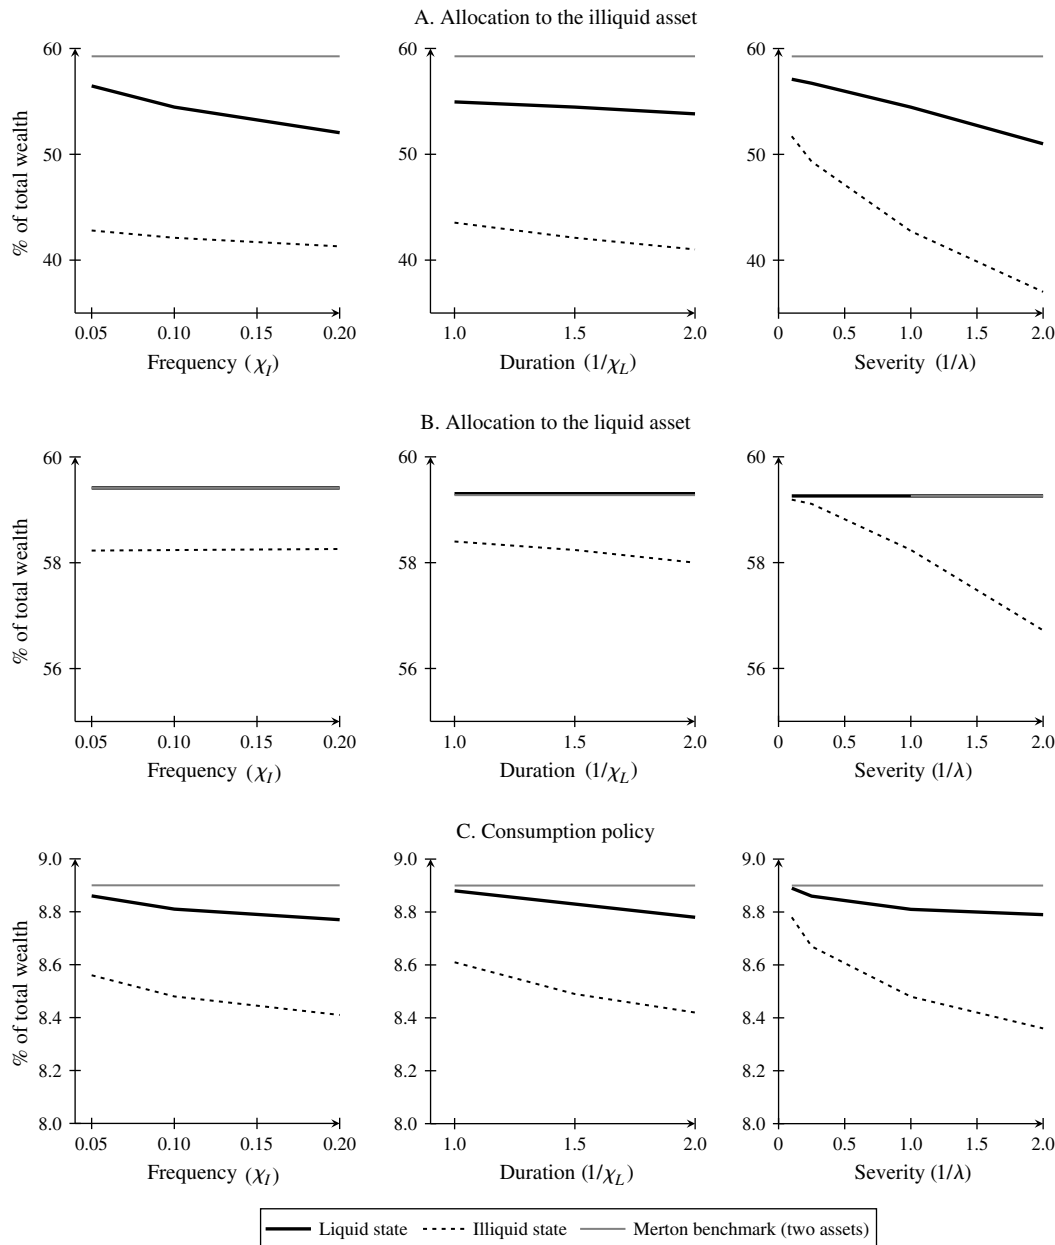 A. Allocation to the illiquid asset
% of total wealth
60
50
40
0.05 0.10 0.15 0.20
Frequency (χI)
1.0 1.5 2.0
Duration (1/χL)
60
50
40
0 0.5 1.0 1.5 2.0
Severity (1/λ)
B. Allocation to the liquid asset
% of total wealth
60
58
56
0.05 0.10 0.15 0.20
Frequency (χI)
60
58
56
1.0 1.5 2.0
Duration (1/χL)
60
58
56
0 0.5 1.0 1.5 2.0
Severity (1/λ)
C. Consumption policy
% of total wealth
9.0
8.8
8.6
8.4
8.2
8.0
0.05 0.10 0.15 0.20
Frequency (χI)
9.0
8.8
8.6
8.4
8.2
8.0
1.0 1.5 2.0
Duration (1/χL)
9.0
8.8
8.6
8.4
8.2
8.0
0 0.5 1.0 1.5 2.0
Severity (1/λ)
Liquid state Illiquid state Merton benchmark (two assets)